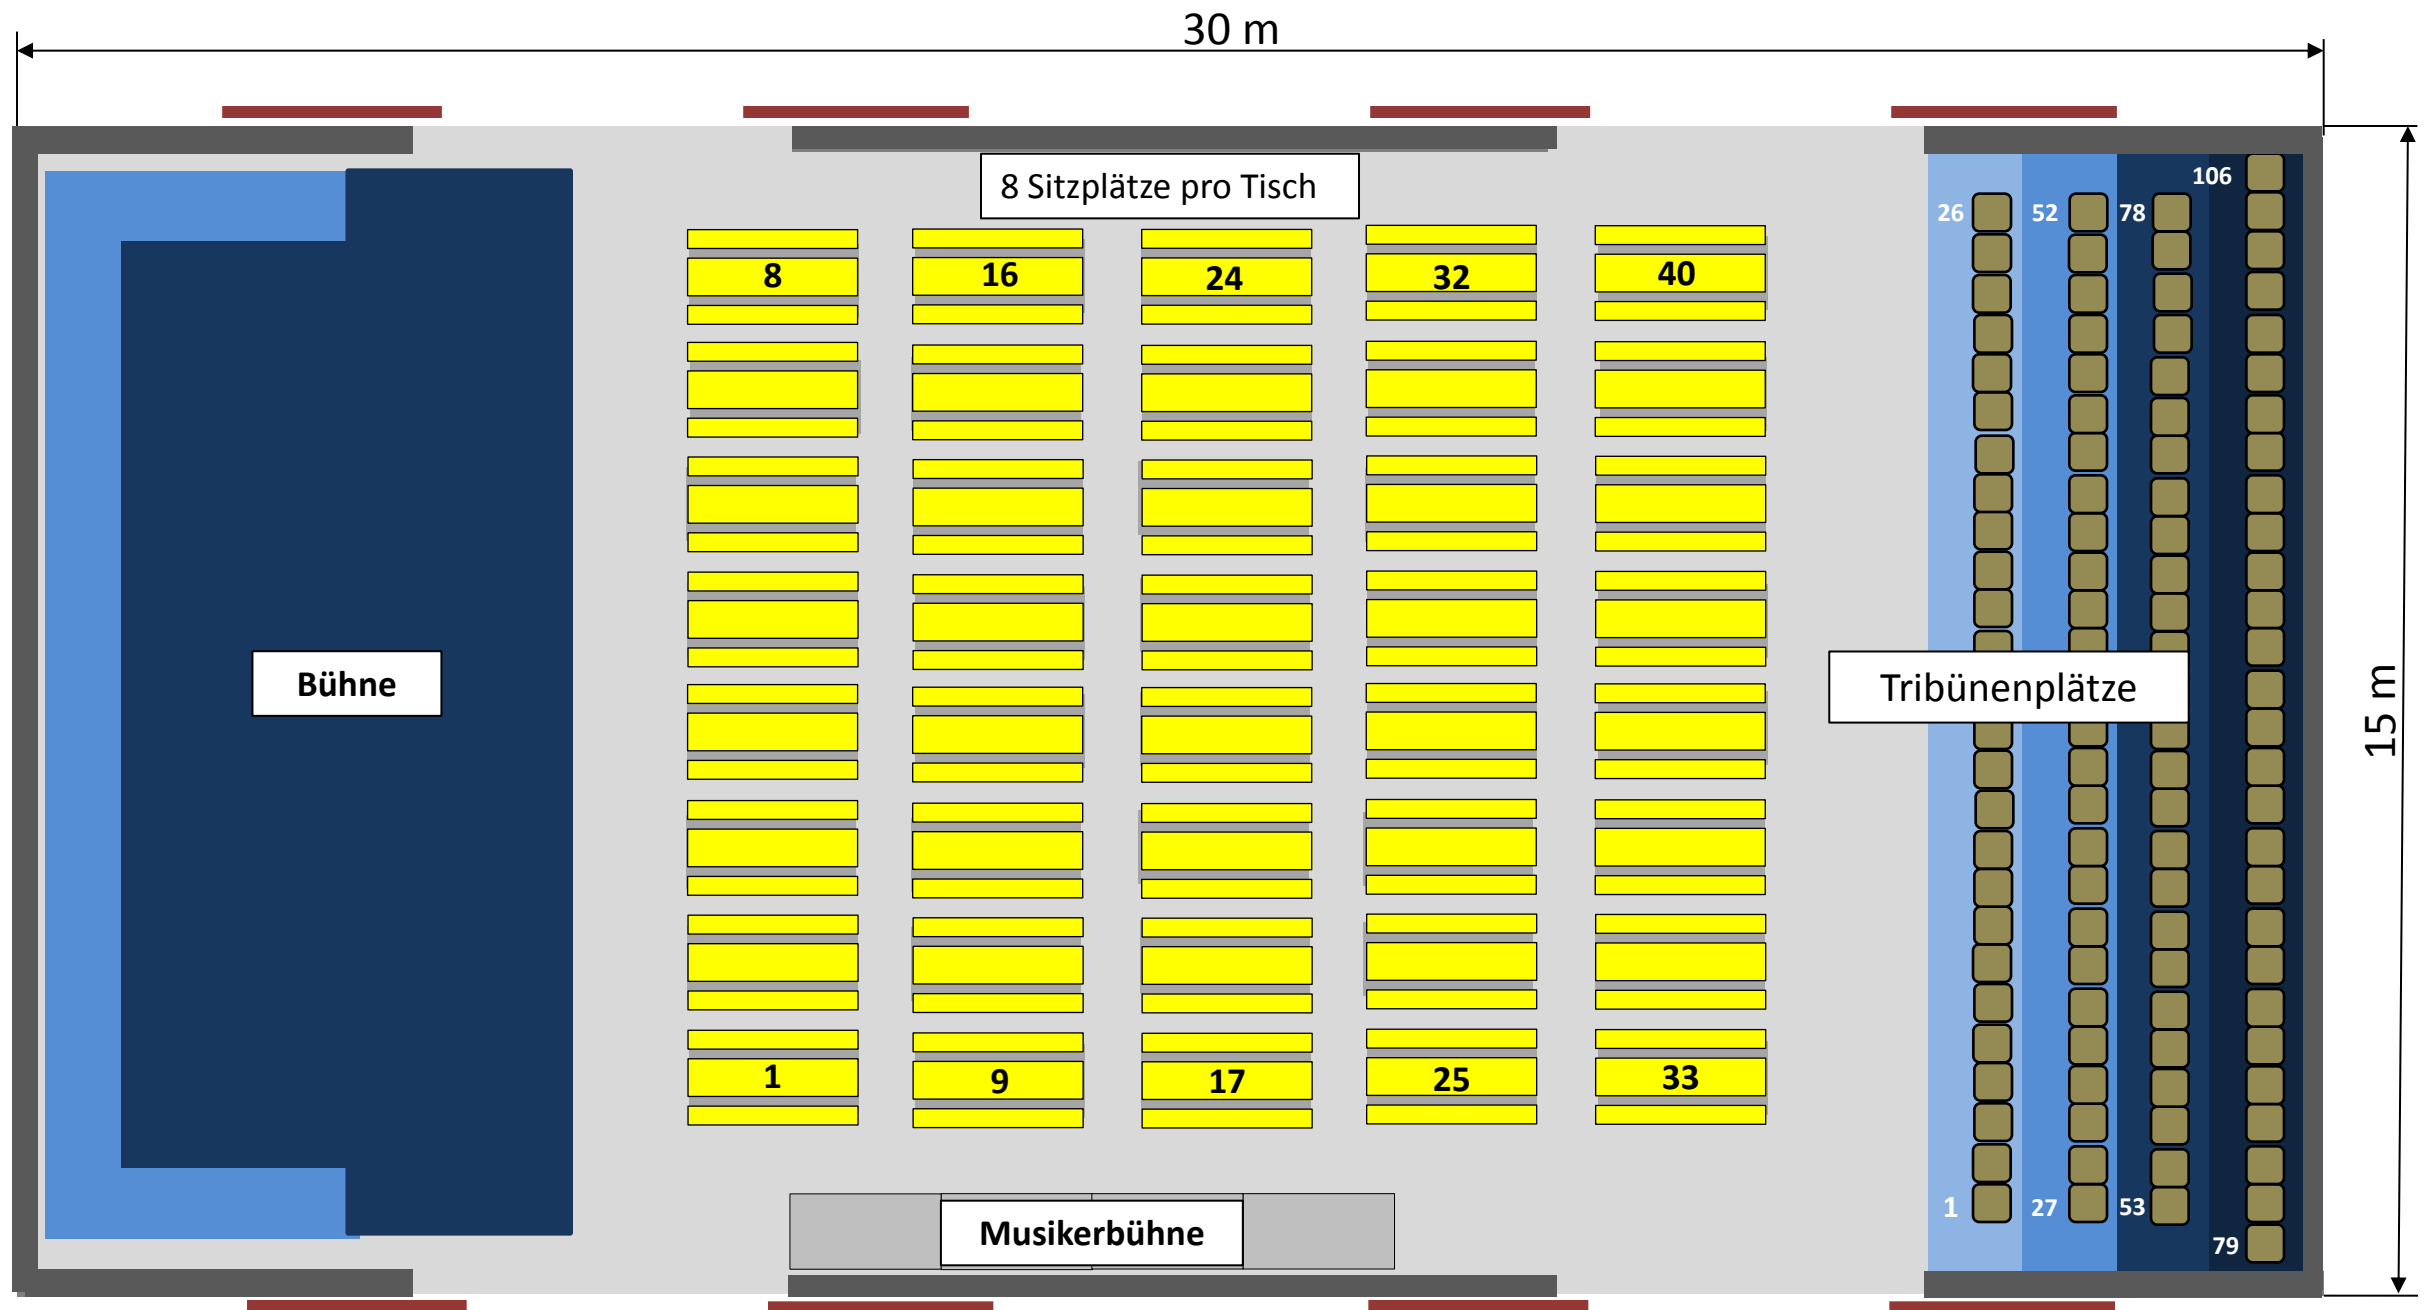 30 m
8 Sitzplätze pro Tisch
106
26 52 78
8 16 24 32 40
Bühne
Tribünenplätze
15 m
1 9 17 25 33
1 27 53
Musikerbühne
79